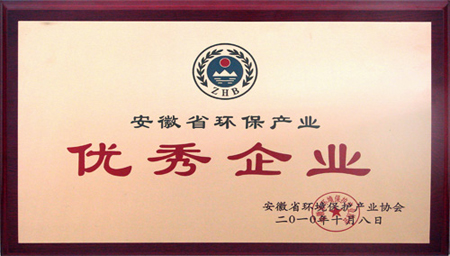 ZHB
安徽省环保产业
优秀企业
安徽省环境保护产业协会
二〇一〇年十月八日